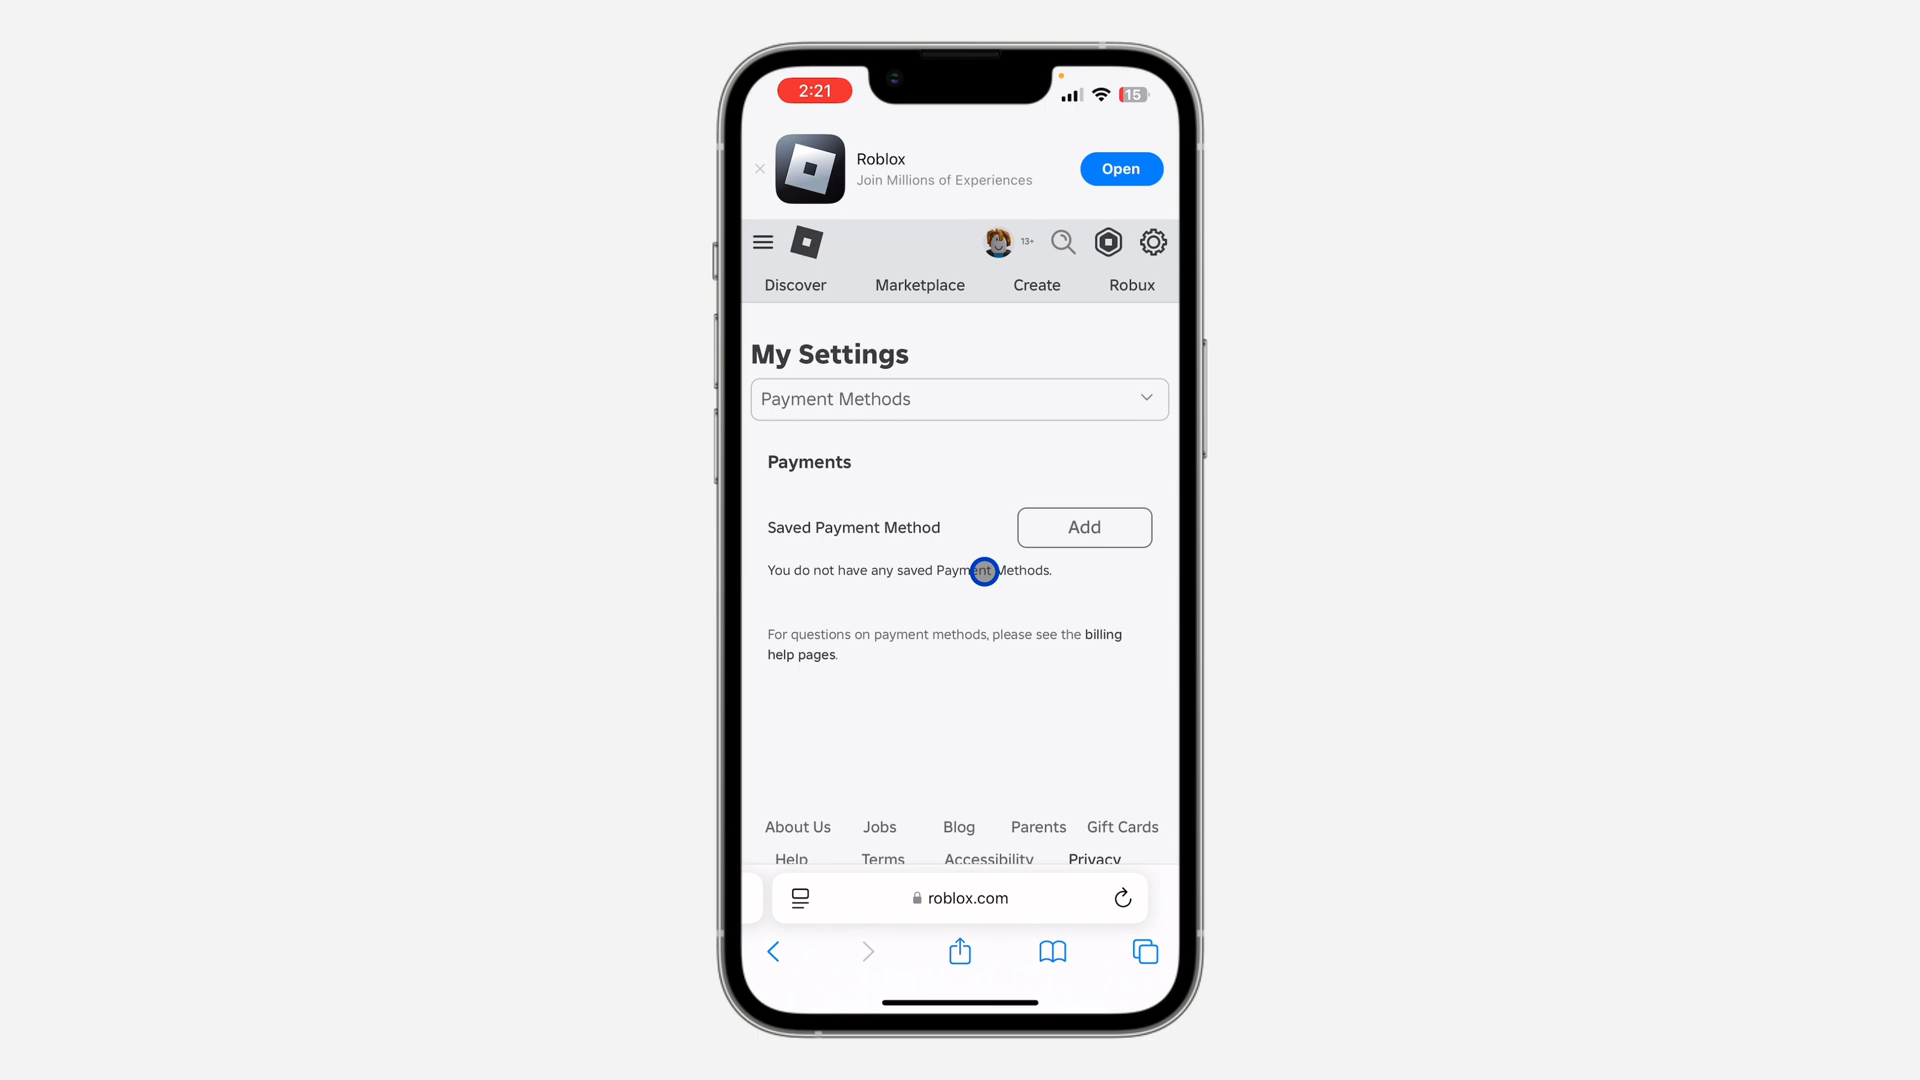 2:21
15
Roblox
Join Millions of Experiences
Open
13+
Discover Marketplace Create Robux
My Settings
Payment Methods
Payments
Saved Payment Method
Add
You do not have any saved Payment Methods.
For questions on payment methods, please see the billing
help pages.
About Us Jobs Blog Parents Gift Cards
Help Terms Accessibility Privacy
roblox.com